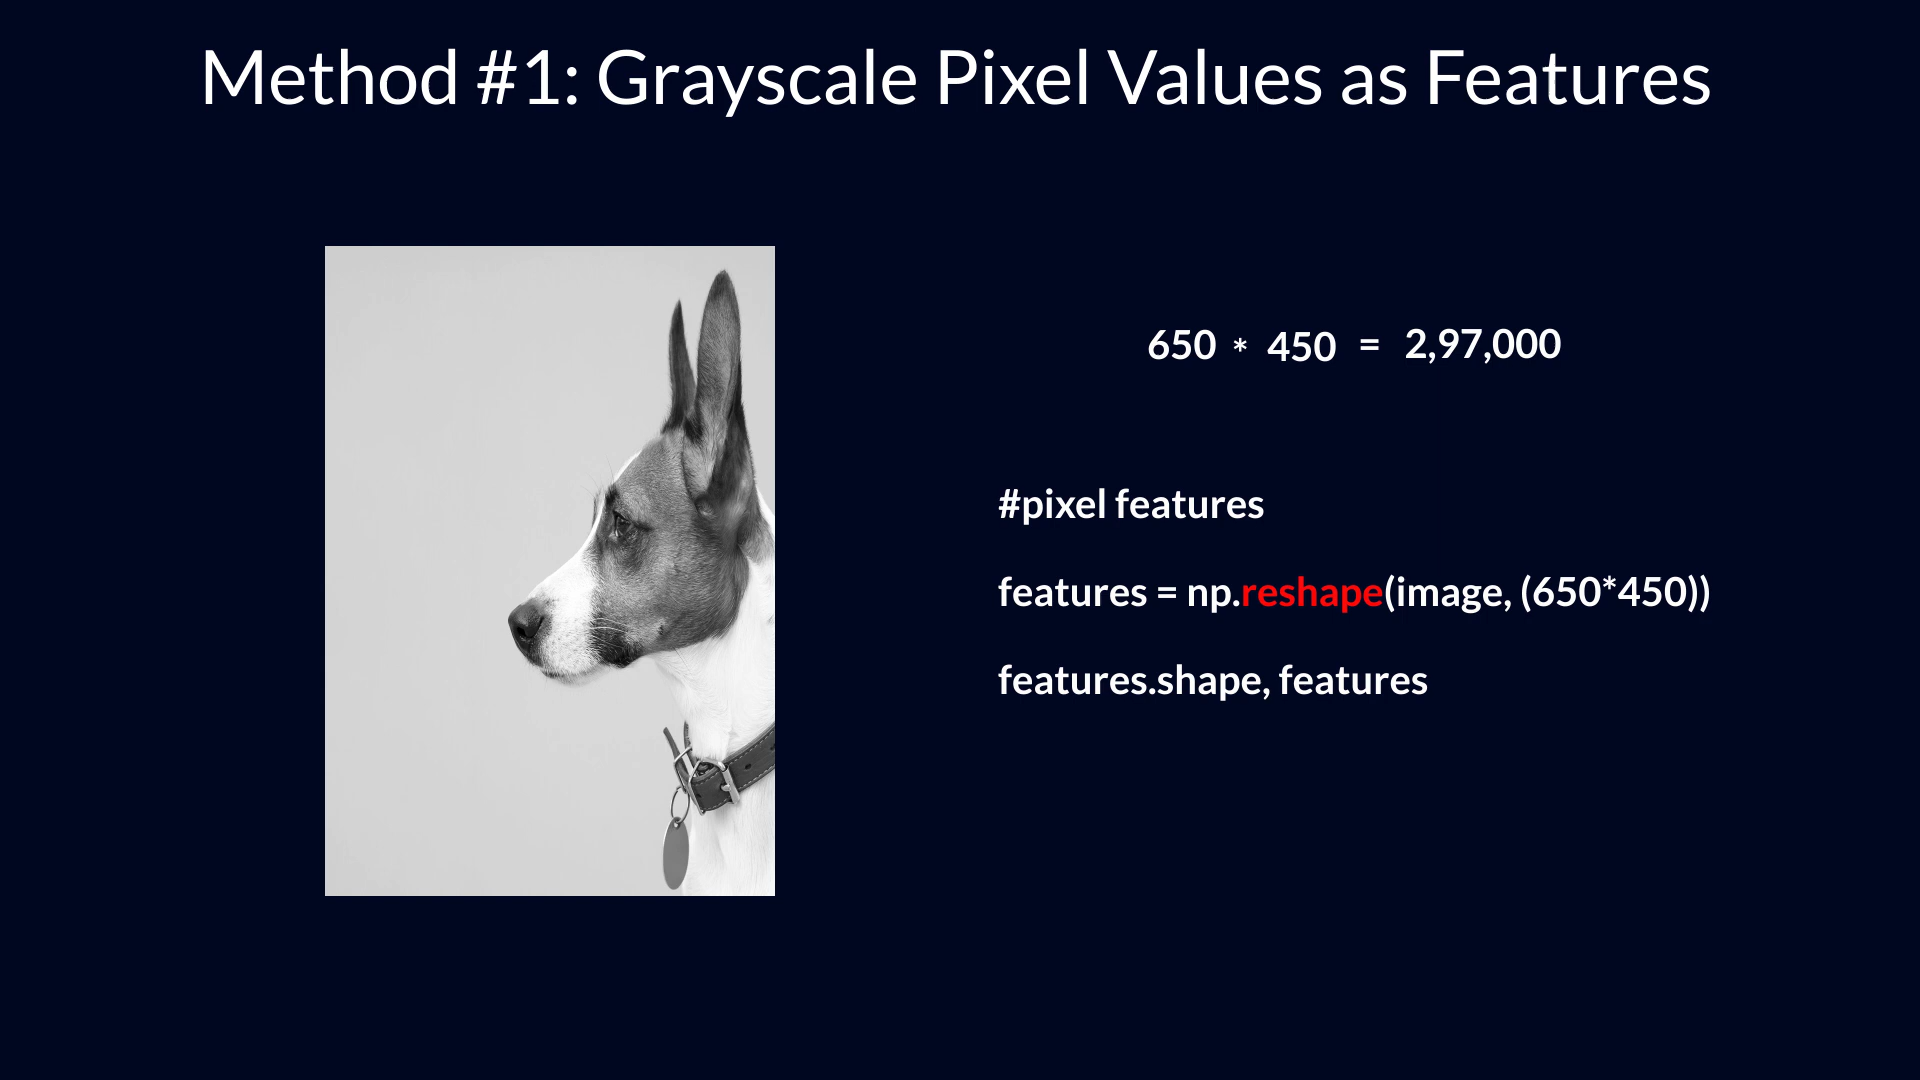 Method #1: Grayscale Pixel Values as Features
650 * 450 = 2,97,000
#pixel features
features = np.reshape(image, (650*450))
features.shape, features